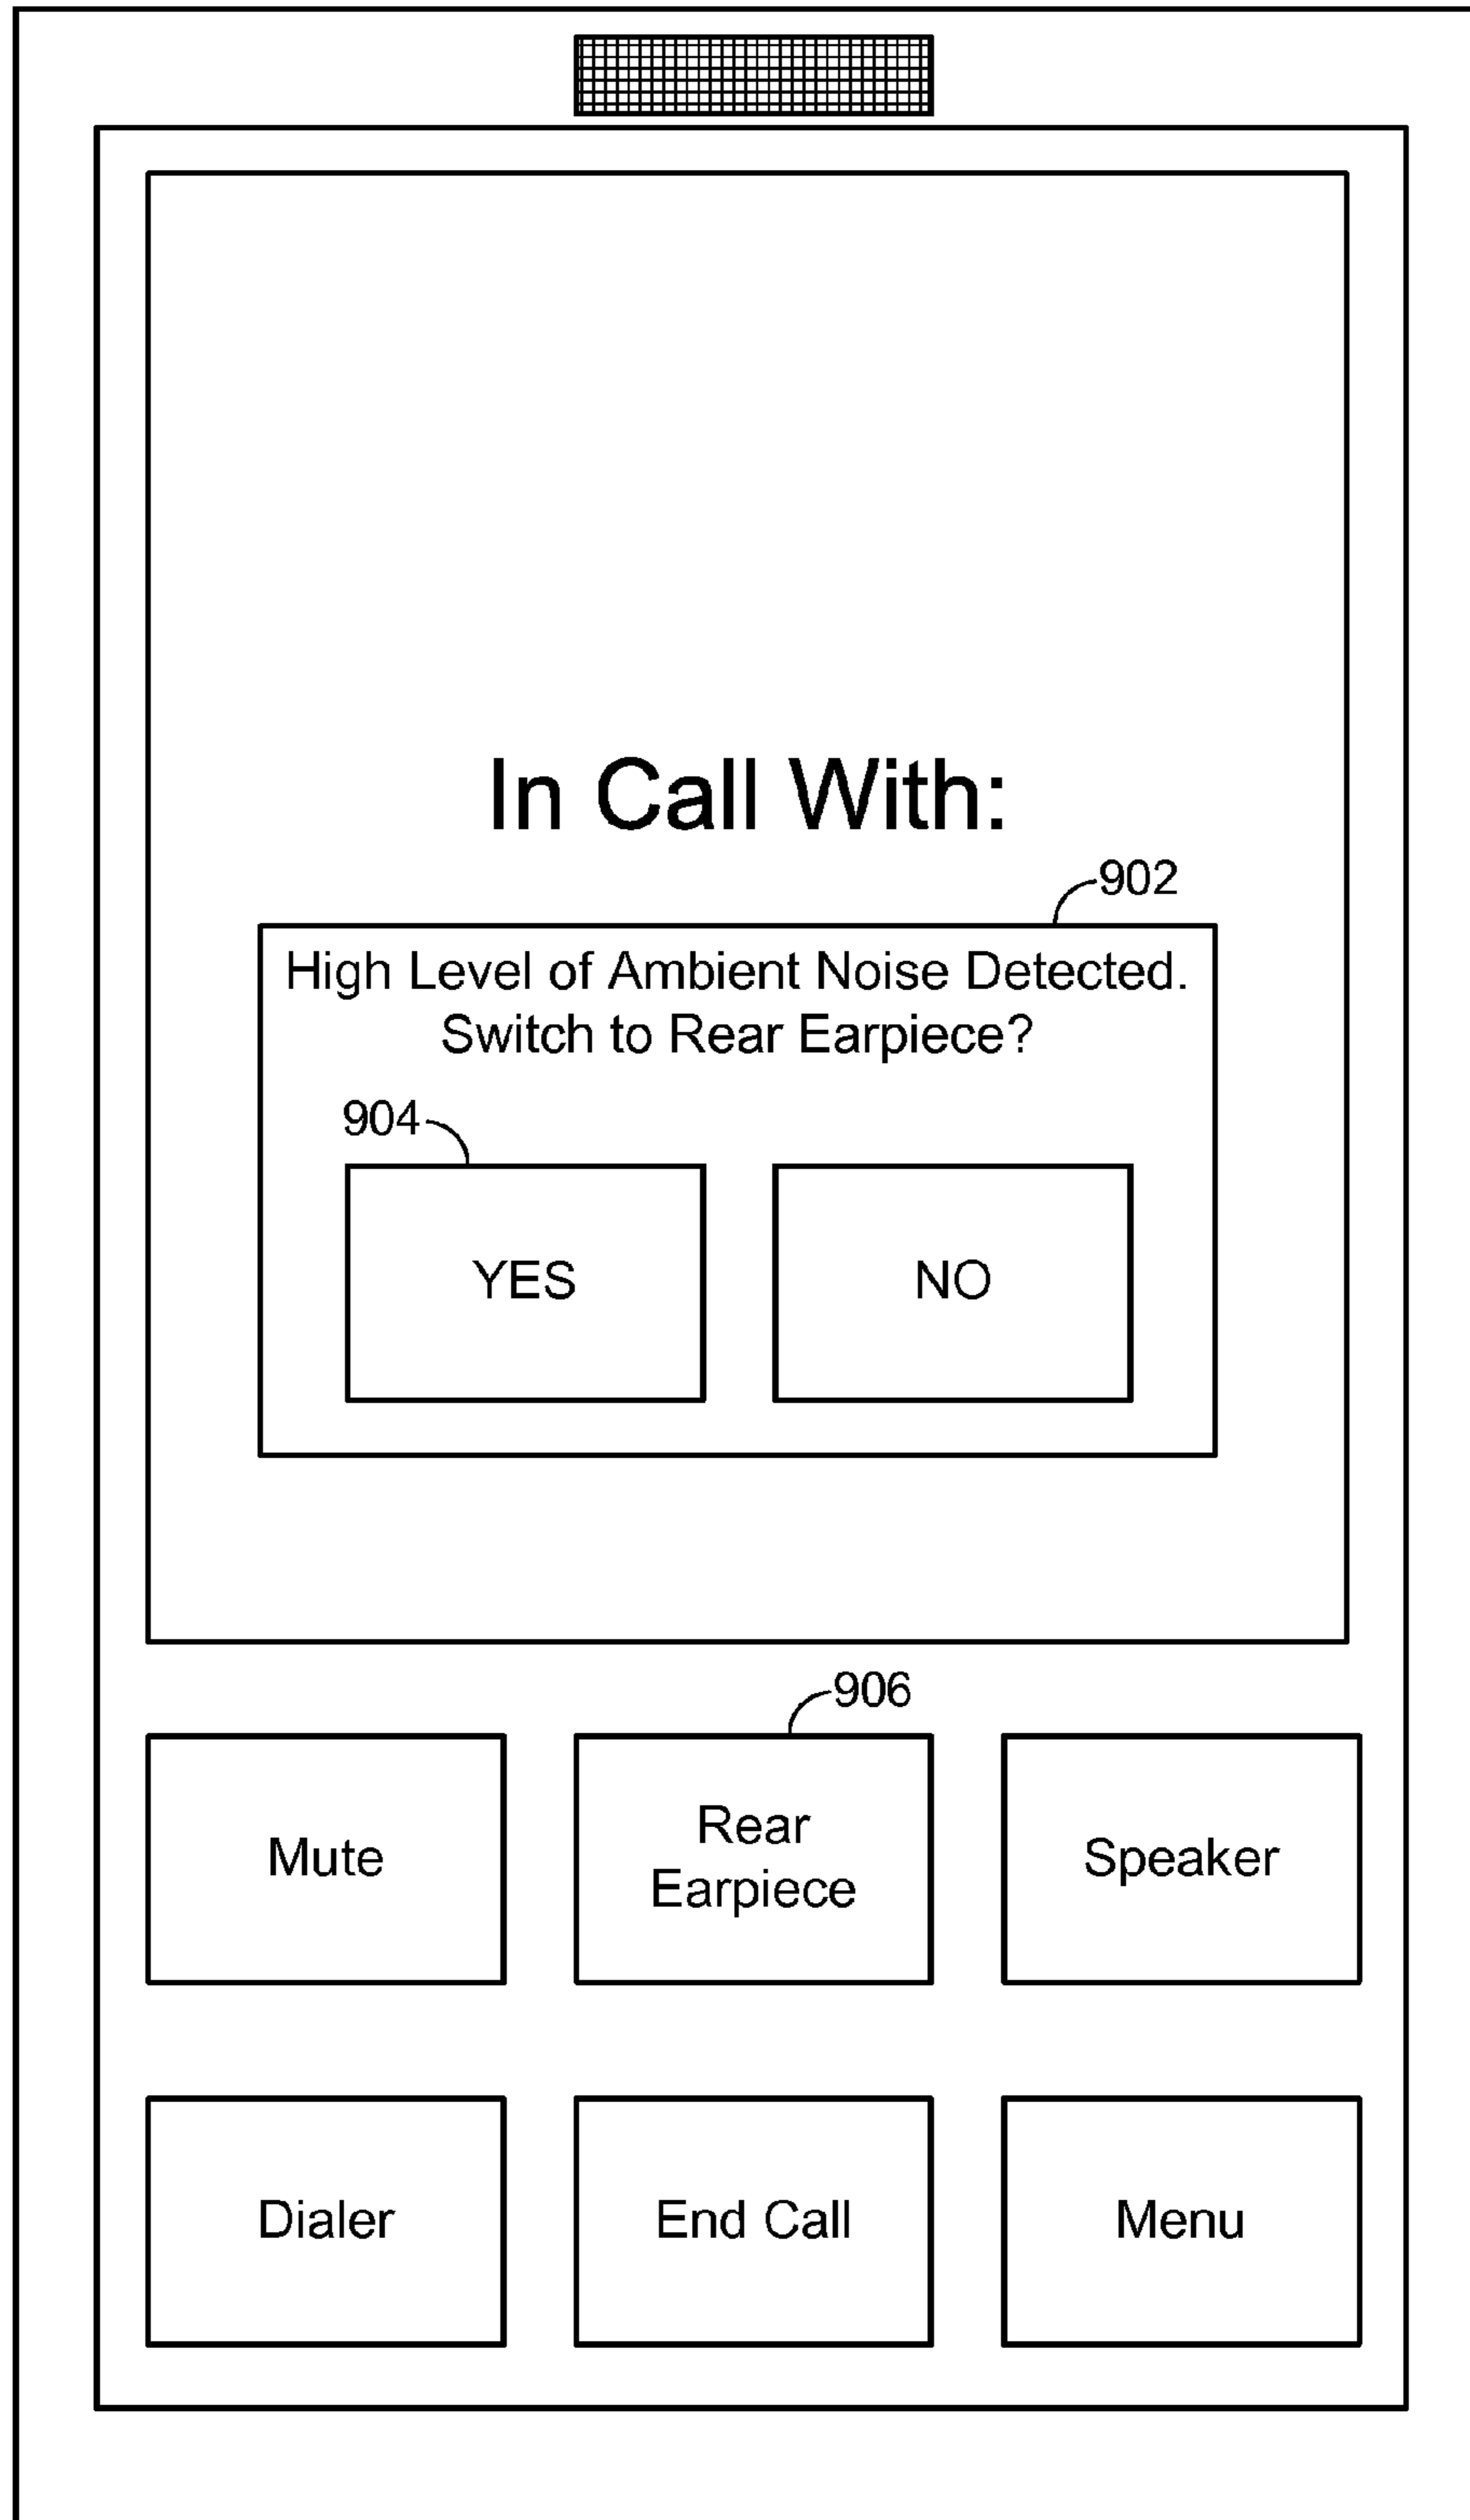 In Call With:
902
High Level of Ambient Noise Detected.
Switch to Rear Earpiece?
904
YES
NO
906
Mute
Rear
Earpiece
Speaker
Dialer
End Call
Menu